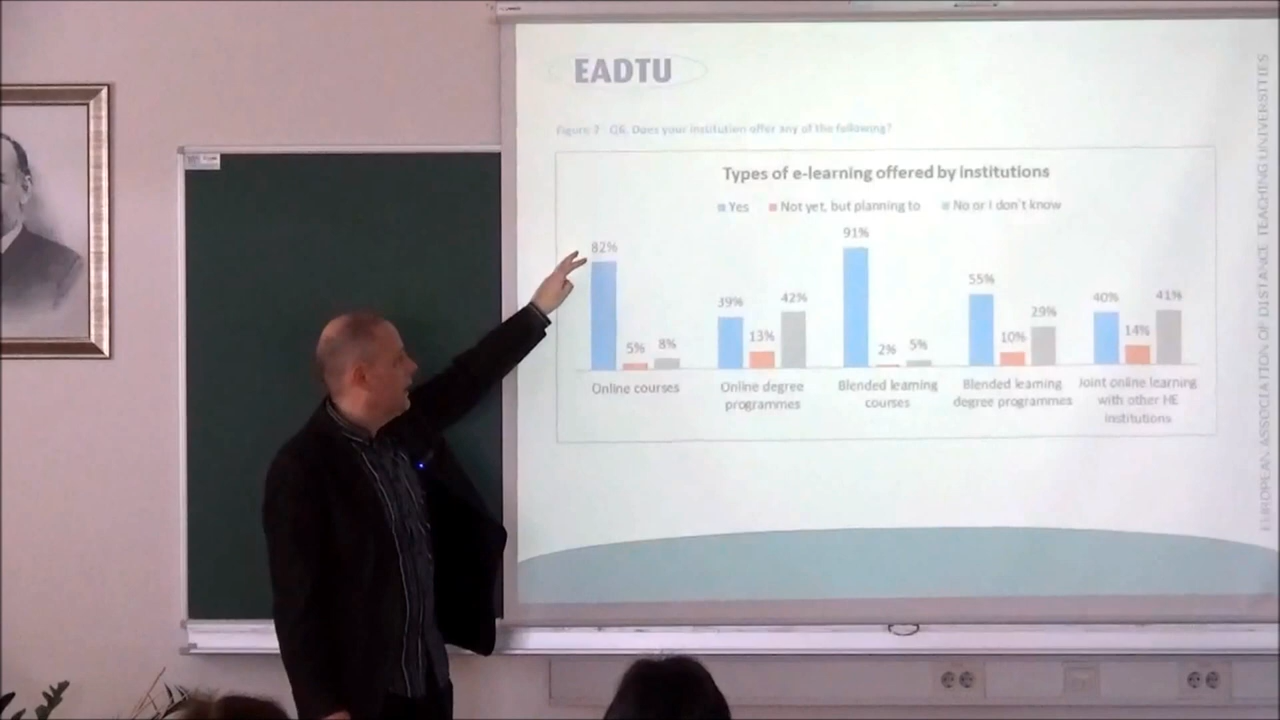 EADTU
Figure 7 Q6. Does your institution offer any of the following?
Types of e-learning offered by institutions
Yes Not yet, but planning to No or I don't know
82% 5% 8%
39% 13% 42%
91% 2% 5%
55% 10% 29%
40% 14% 41%
Online courses
Online degree
programmes
Blended learning
courses
Blended learning
degree programmes
Joint online learning
with other HE
institutions
EUROPEAN ASSOCIATION OF DISTANCE TEACHING UNIVERSITIES